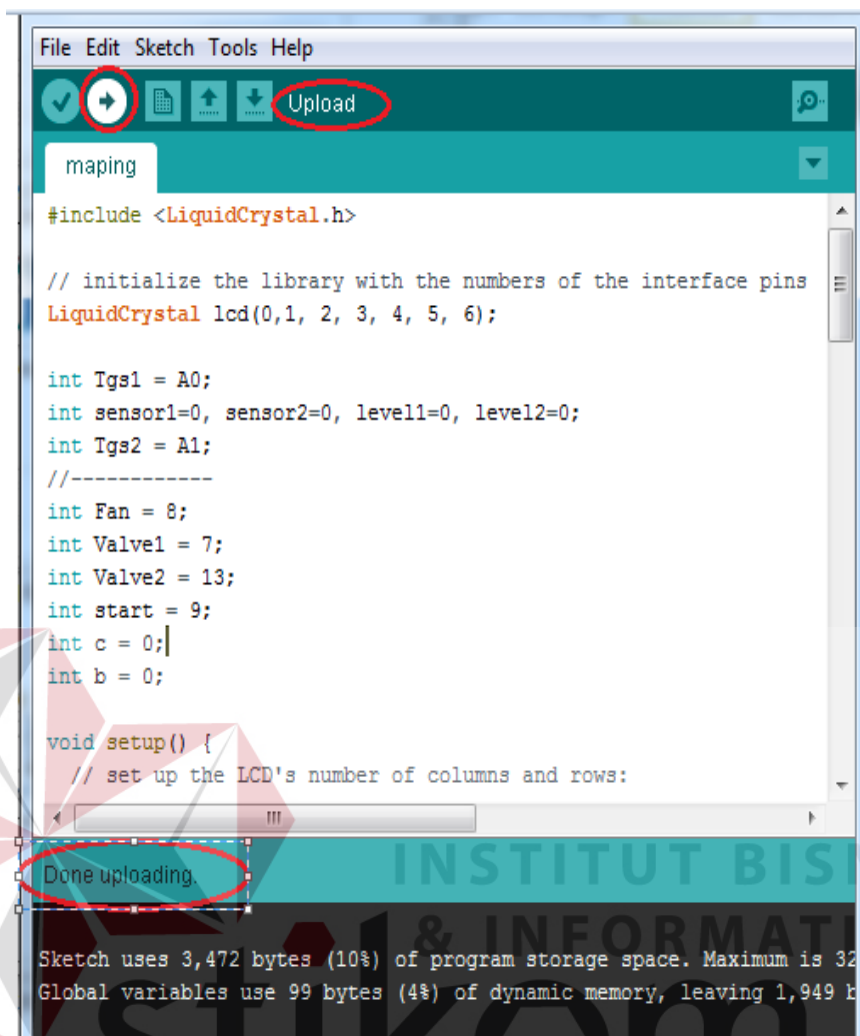 File Edit Sketch Tools Help
Upload
maping
#include <LiquidCrystal.h>
// initialize the library with the numbers of the interface pins
LiquidCrystal lcd(0,1, 2, 3, 4, 5, 6);
int Tgs1 = A0;
int sensor1=0, sensor2=0, level1=0, level2=0;
int Tgs2 = A1;
//------------
int Fan = 8;
int Valve1 = 7;
int Valve2 = 13;
int start = 9;
int c = 0;
int b = 0;
void setup() {
// set up the LCD's number of columns and rows:
Done uploading.
INSTITUT BIS
& INFORMATI
Sketch uses 3,472 bytes (10%) of program storage space. Maximum is 32
Global variables use 99 bytes (4%) of dynamic memory, leaving 1,949 b
stikom